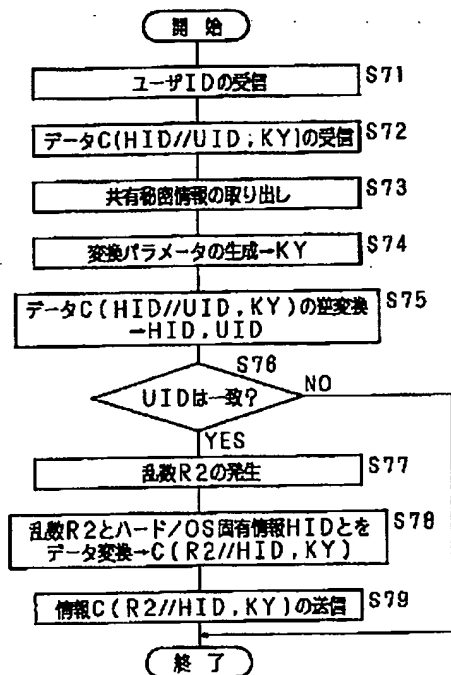 開 始
ユーザIDの受信
S71
データC(HID//UID;KY)の受信
S72
共有秘密情報の取り出し
S73
変換パラメータの生成→KY
S74
データC(HID//UID,KY)の逆変換
→HID,UID
S75
S76
UIDは一致?
NO
YES
乱数R2の発生
S77
乱数R2とハード/OS固有情報HIDとを
データ変換→C(R2//HID,KY)
S78
情報C(R2//HID,KY)の送信
S79
終 了